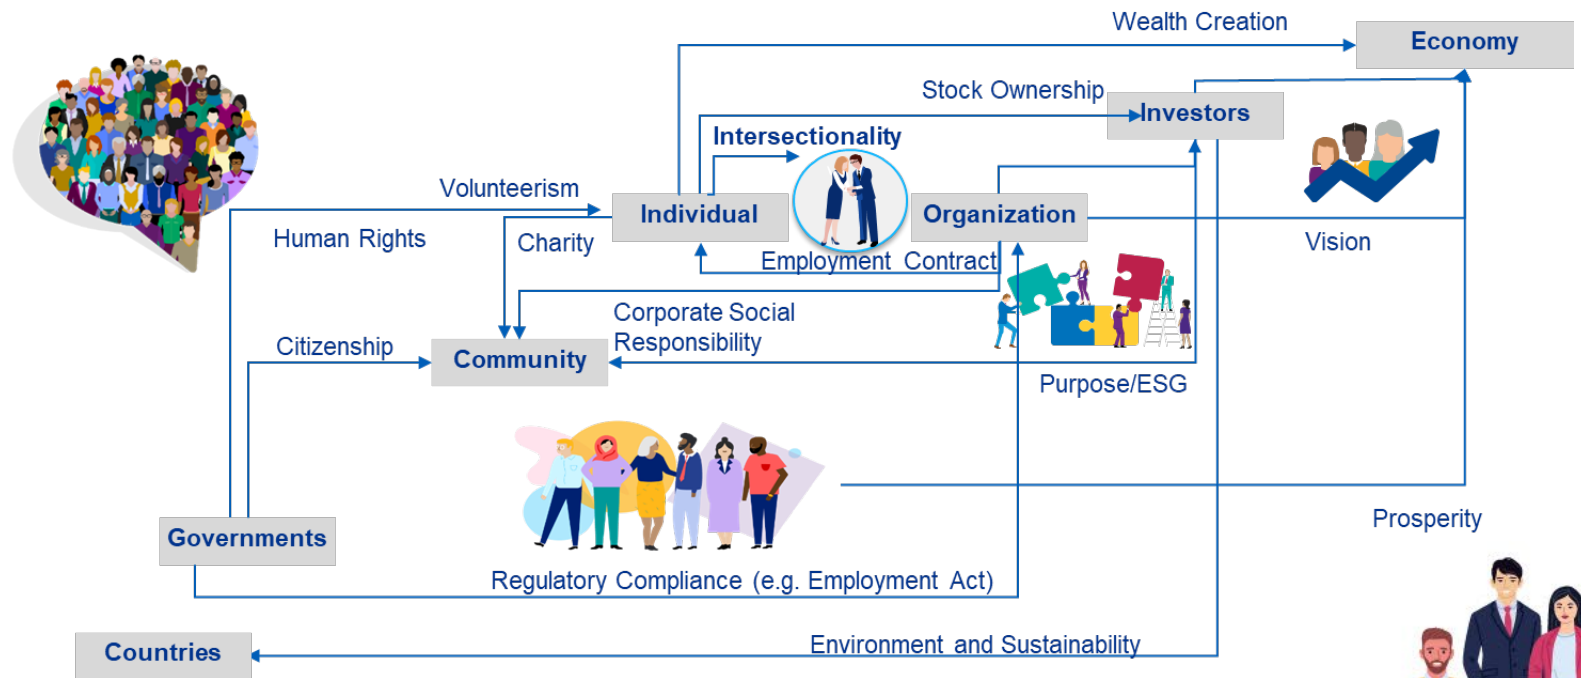 Wealth Creation
Economy
Stock Ownership
Investors
Intersectionality
Volunteerism
Individual
Organization
Human Rights
Charity
Vision
Employment Contract
Corporate Social
Responsibility
Citizenship
Community
Purpose/ESG
Prosperity
Governments
Regulatory Compliance (e.g. Employment Act)
Environment and Sustainability
Countries